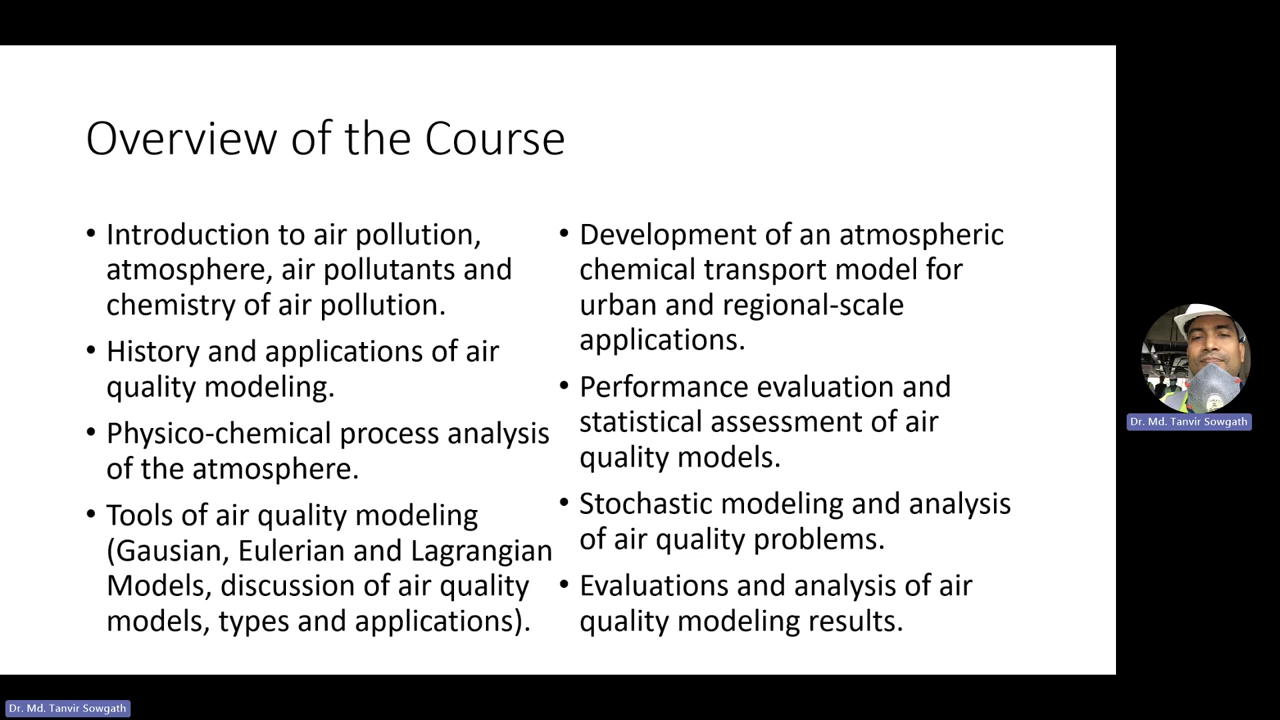 Overview of the Course
• Introduction to air pollution,
atmosphere, air pollutants and
chemistry of air pollution.
• History and applications of air
quality modeling.
• Physico-chemical process analysis
of the atmosphere.
• Tools of air quality modeling
(Gausian, Eulerian and Lagrangian
Models, discussion of air quality
models, types and applications).
• Development of an atmospheric
chemical transport model for
urban and regional-scale
applications.
• Performance evaluation and
statistical assessment of air
quality models.
• Stochastic modeling and analysis
of air quality problems.
• Evaluations and analysis of air
quality modeling results.
Dr. Md. Tanvir Sowgath
Dr. Md. Tanvir Sowgath